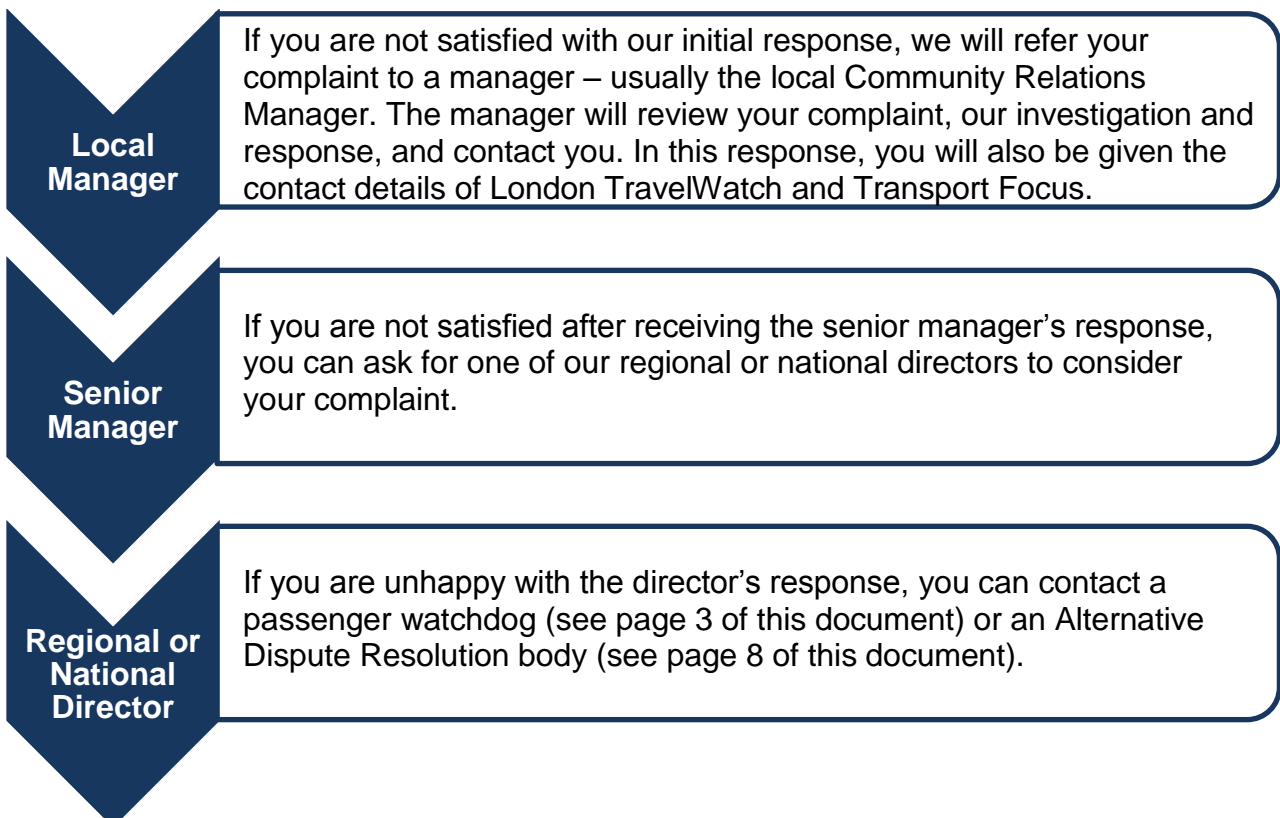 Local
Manager
If you are not satisfied with our initial response, we will refer your
complaint to a manager – usually the local Community Relations
Manager. The manager will review your complaint, our investigation and
response, and contact you. In this response, you will also be given the
contact details of London TravelWatch and Transport Focus.
Senior
Manager
If you are not satisfied after receiving the senior manager’s response,
you can ask for one of our regional or national directors to consider
your complaint.
Regional or
National
Director
If you are unhappy with the director’s response, you can contact a
passenger watchdog (see page 3 of this document) or an Alternative
Dispute Resolution body (see page 8 of this document).